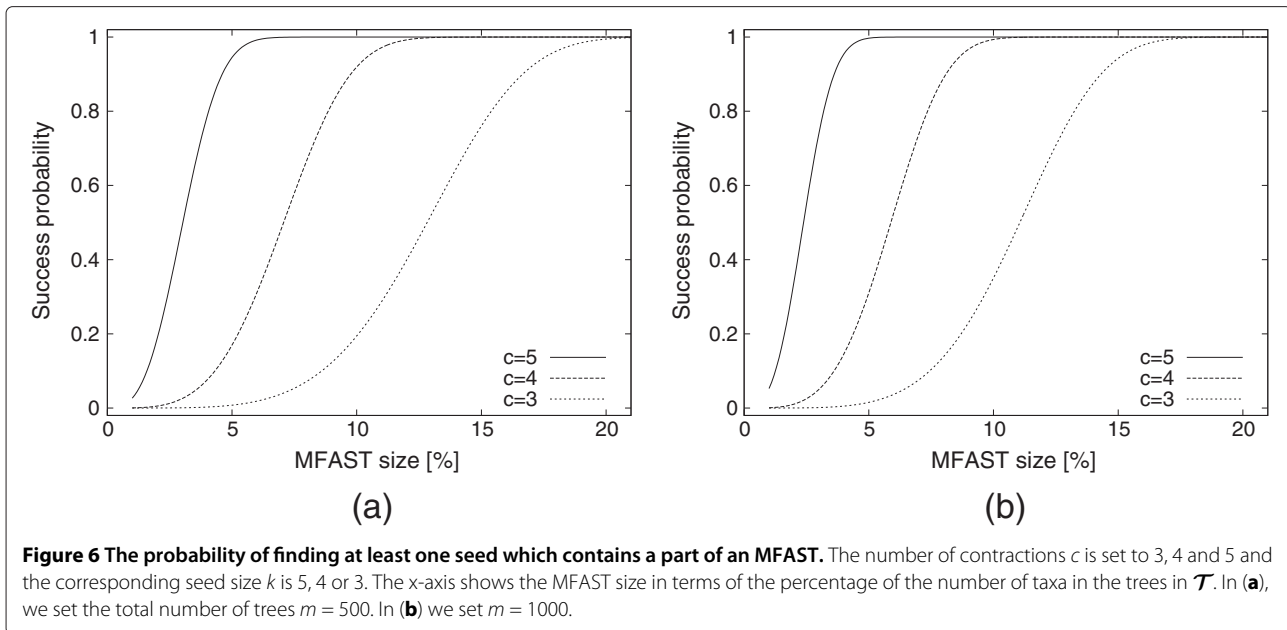 1
0.8
0.6
0.4
0.2
0
Success probability
c=5
c=4
c=3
0 5 10 15 20
MFAST size [%]
(a)
1
0.8
0.6
0.4
0.2
0
Success probability
c=5
c=4
c=3
0 5 10 15 20
MFAST size [%]
(b)
Figure 6 The probability of finding at least one seed which contains a part of an MFAST. The number of contractions c is set to 3, 4 and 5 and
the corresponding seed size k is 5, 4 or 3. The x-axis shows the MFAST size in terms of the percentage of the number of taxa in the trees in 𝒯. In (a),
we set the total number of trees m = 500. In (b) we set m = 1000.